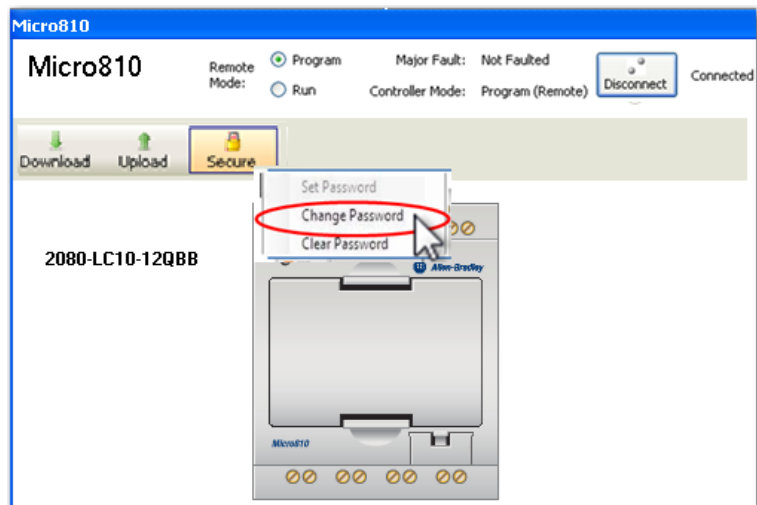 Micro810
Micro810
Remote Mode:
Program
Run
Major Fault: Not Faulted
Controller Mode: Program (Remote)
Disconnect
Connected
Download
Upload
Secure
Set Password
Change Password
Clear Password
2080-LC10-12QBB
Allen-Bradley
Micro810